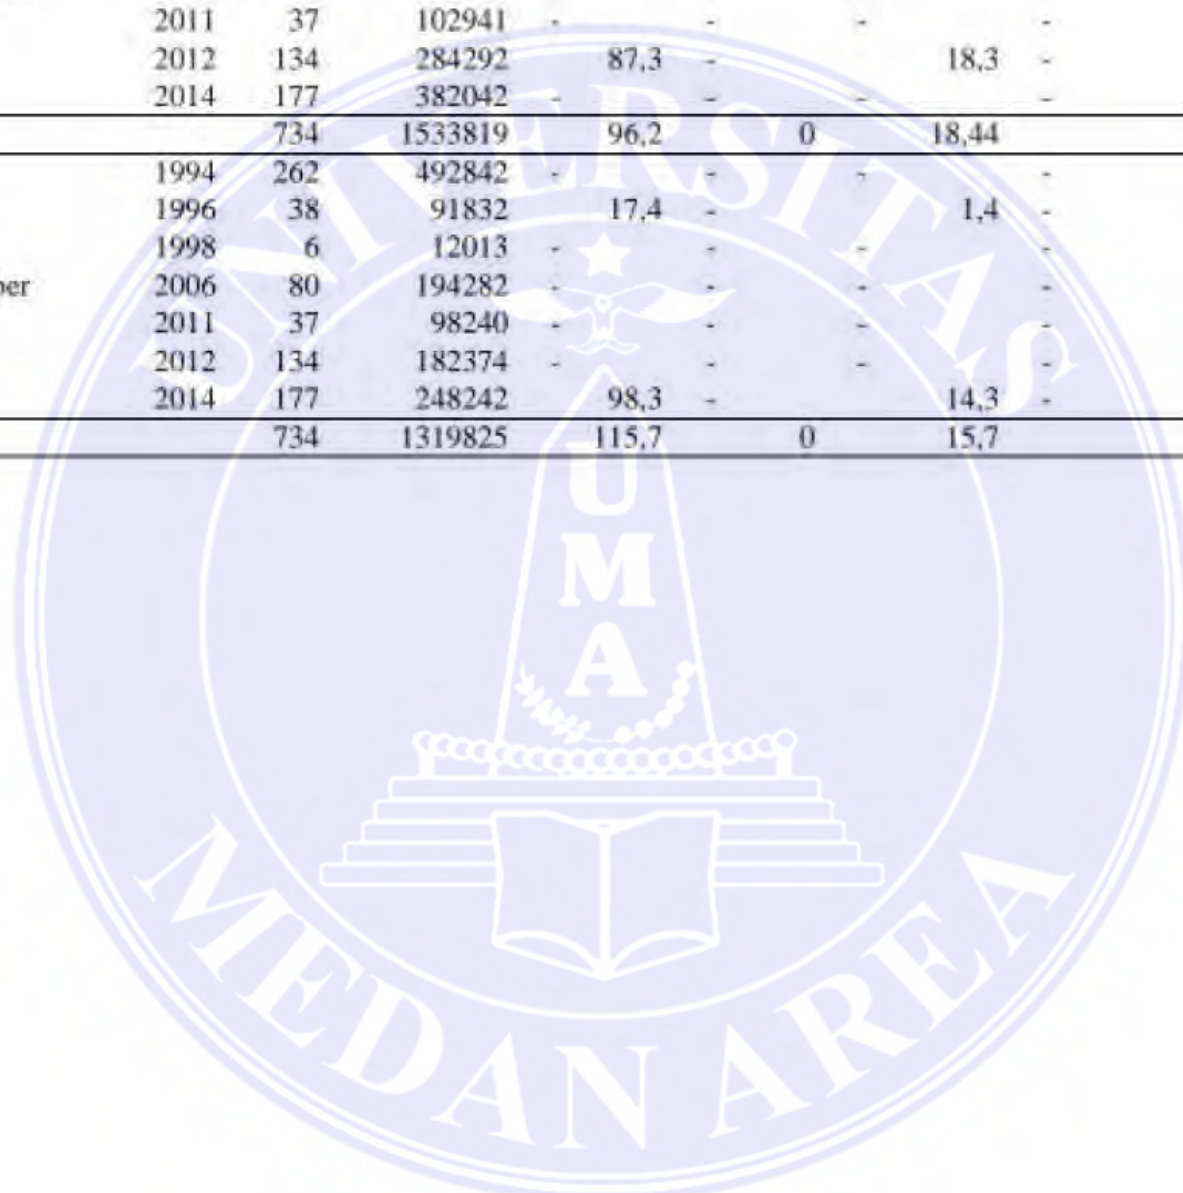 2011 37 102941 - - - -
2012 134 284292 87,3 - 18,3 -
2014 177 382042 - - - -
734 1533819 96,2 0 18,44
1994 262 492842 - - - -
1996 38 91832 17,4 - 1,4 -
1998 6 12013 - - - -
ber 2006 80 194282 - - - -
2011 37 98240 - - - -
2012 134 182374 - - - -
2014 177 248242 98,3 - 14,3 -
734 1319825 115,7 0 15,7
UNIVERSITAS
UMA
MEDAN AREA